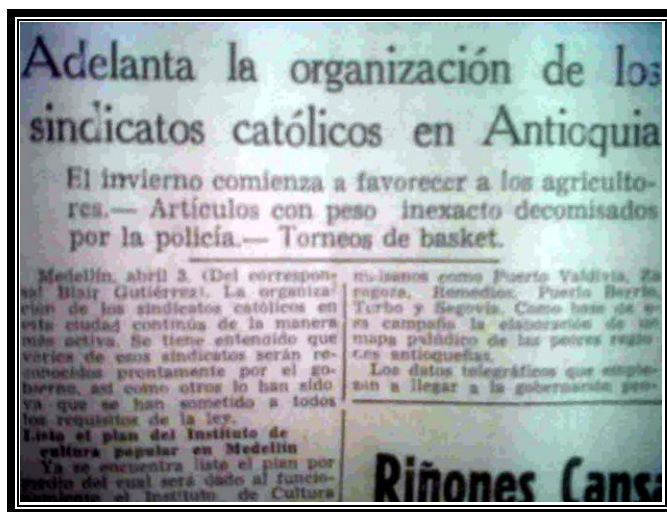 Adelanta la organización de los
sindicatos católicos en Antioquia
El invierno comienza a favorecer a los agriculto-
res.— Artículos con peso inexacto decomisados
por la policía.— Torneos de basket.
Medellín, abril 3. (Del correspon-
sal Blair Gutiérrez). La organiza-
ción de los sindicatos católicos en
esta ciudad continúa de la manera
más activa. Se tiene entendido que
varios de esos sindicatos serán re-
conocidos prontamente por el go-
bierno, así como otros lo han sido
ya que se han sometido a todos
los requisitos de la ley.
Listo el plan del Instituto de
cultura popular en Medellín
Ya se encuentra listo el plan por
medio del cual será dado al funcio-
namiento el Instituto de Cultura
como Puerto Valdivia, Za
ragoza, Remedios, Puerto Berrío,
Turbo y Segovia. Como base de e-
sa campaña la elaboración de un
mapa palúdico de las peores regio
nes antioqueñas.
Los datos telegráficos que empie-
zan a llegar a la gobernación
Riñones Cansa